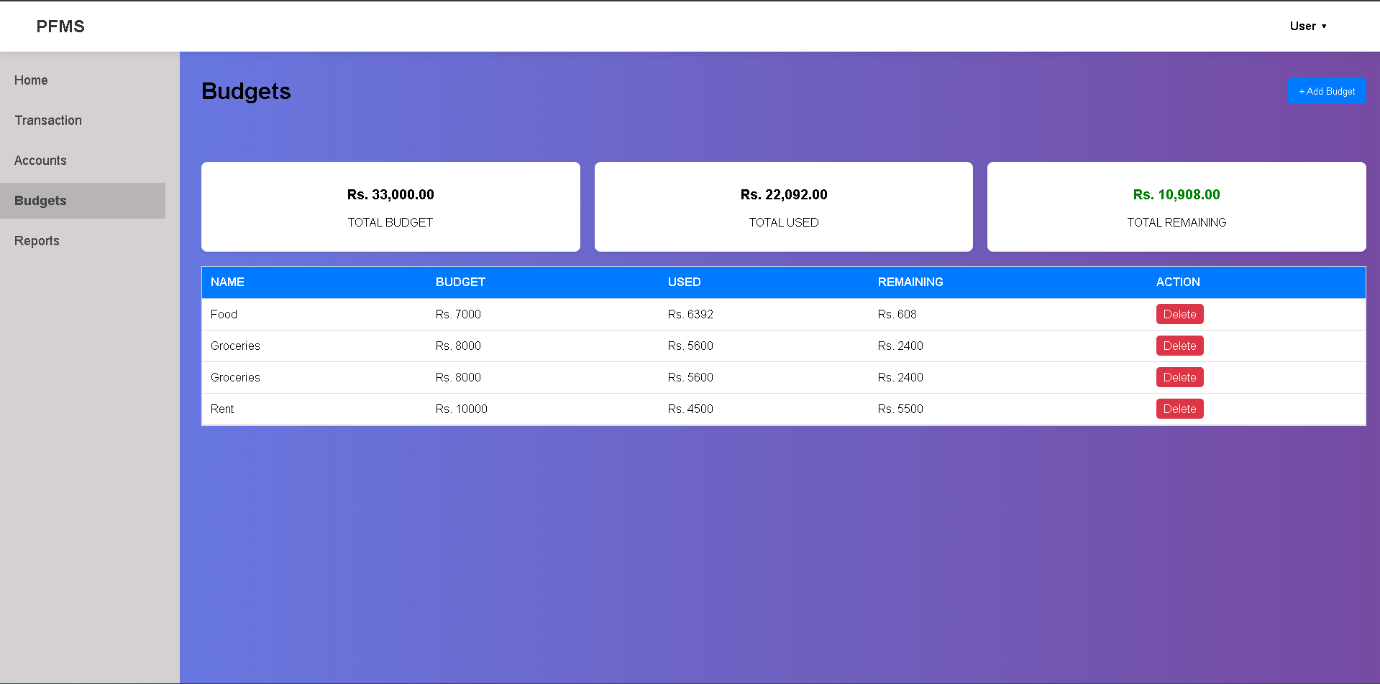 PFMS User ▾
Home
Transaction
Accounts
Budgets
Reports
Budgets + Add Budget
Rs. 33,000.00
TOTAL BUDGET
Rs. 22,092.00
TOTAL USED
Rs. 10,908.00
TOTAL REMAINING
NAME BUDGET USED REMAINING ACTION
Food Rs. 7000 Rs. 6392 Rs. 608 Delete
Groceries Rs. 8000 Rs. 5600 Rs. 2400 Delete
Groceries Rs. 8000 Rs. 5600 Rs. 2400 Delete
Rent Rs. 10000 Rs. 4500 Rs. 5500 Delete